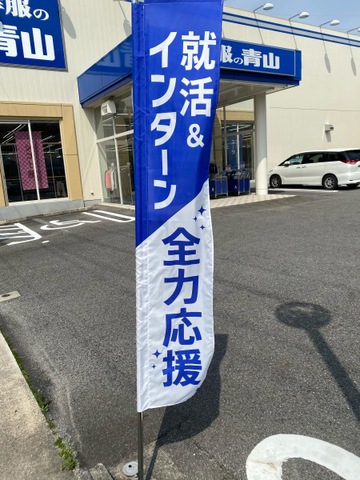 服の青山
服の青山
就活&
インターン
全力応援